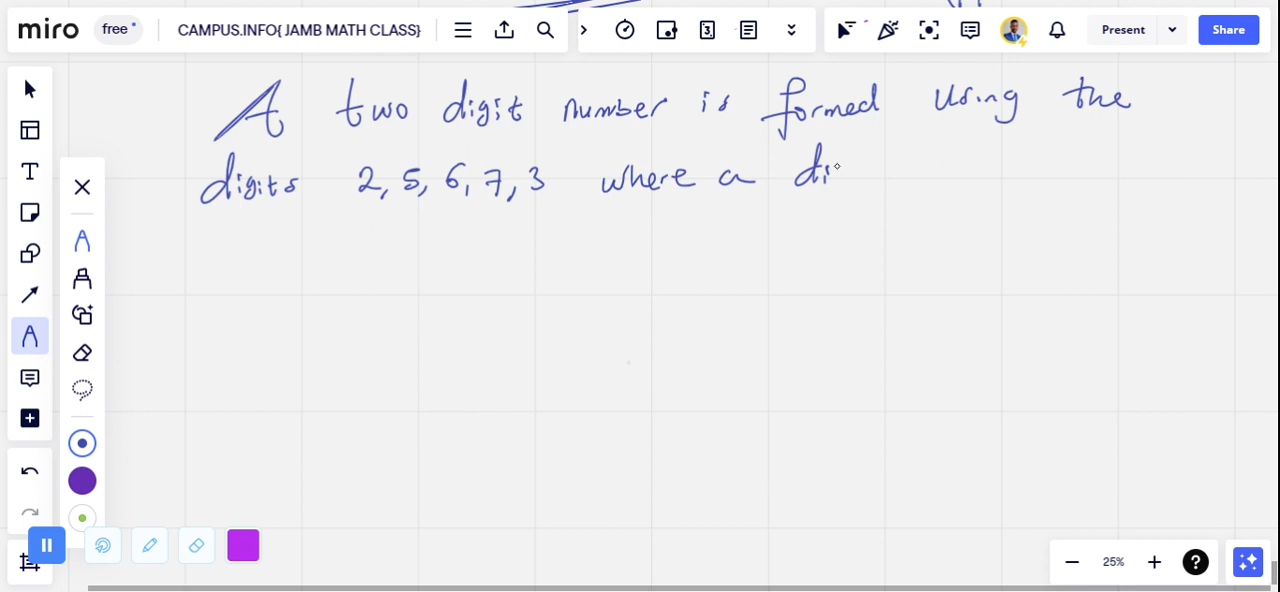 miro free CAMPUS.INFO{ JAMB MATH CLASS} Present Share
A two digit number is formed using the
digits 2, 5, 6, 7, 3 where a di
25%